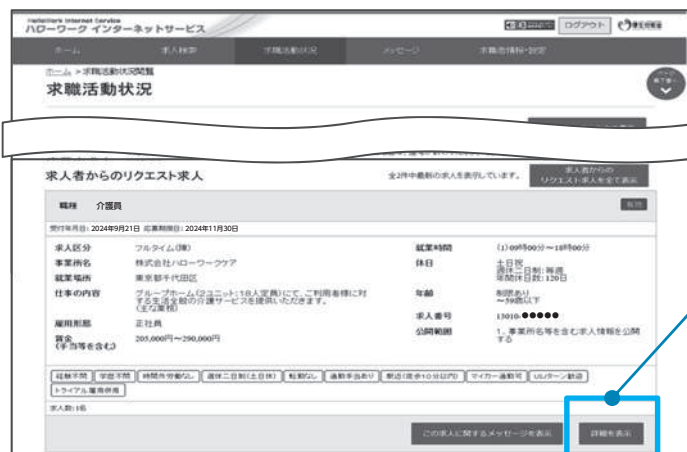 HelloWork Internet Service
ハローワーク インターネットサービス
ログアウト
厚生労働省
ホーム 求人検索 求職活動状況 メッセージ 求職者情報・設定
ホーム > 求職活動状況閲覧
求職活動状況
求人者からのリクエスト求人
全2件中最新の求人を表示しています。
求人者からの
リクエスト求人を全て表示
職種 介護員
受付年月日：2024年9月21日 応募期限日：2024年11月30日
求人区分 フルタイム(障)
就業時間 (1)09時00分～18時00分
事業所名 株式会社ハローワークケア
休日 土日祝
週休二日制：毎週
年間休日数：120日
就業場所 東京都千代田区
仕事の内容 グループホーム(2ユニット：18人定員)にて、ご利用者様に対
する生活全般の介護サービスを提供いただきます。
(主な業務)
年齢 制限あり
～59歳以下
求人番号 13010-●●●●●
雇用形態 正社員
公開範囲 1．事業所名等を含む求人情報を公開
する
賃金
(手当等を含む)
205,000円～290,000円
経験不問 学歴不問 時間外労働なし 週休二日制(土日休) 転勤なし 通勤手当あり 駅近(徒歩10分以内) マイカー通勤可 UIJターン歓迎
トライアル雇用併用
求人数：1名
この求人に関するメッセージを表示 詳細を表示